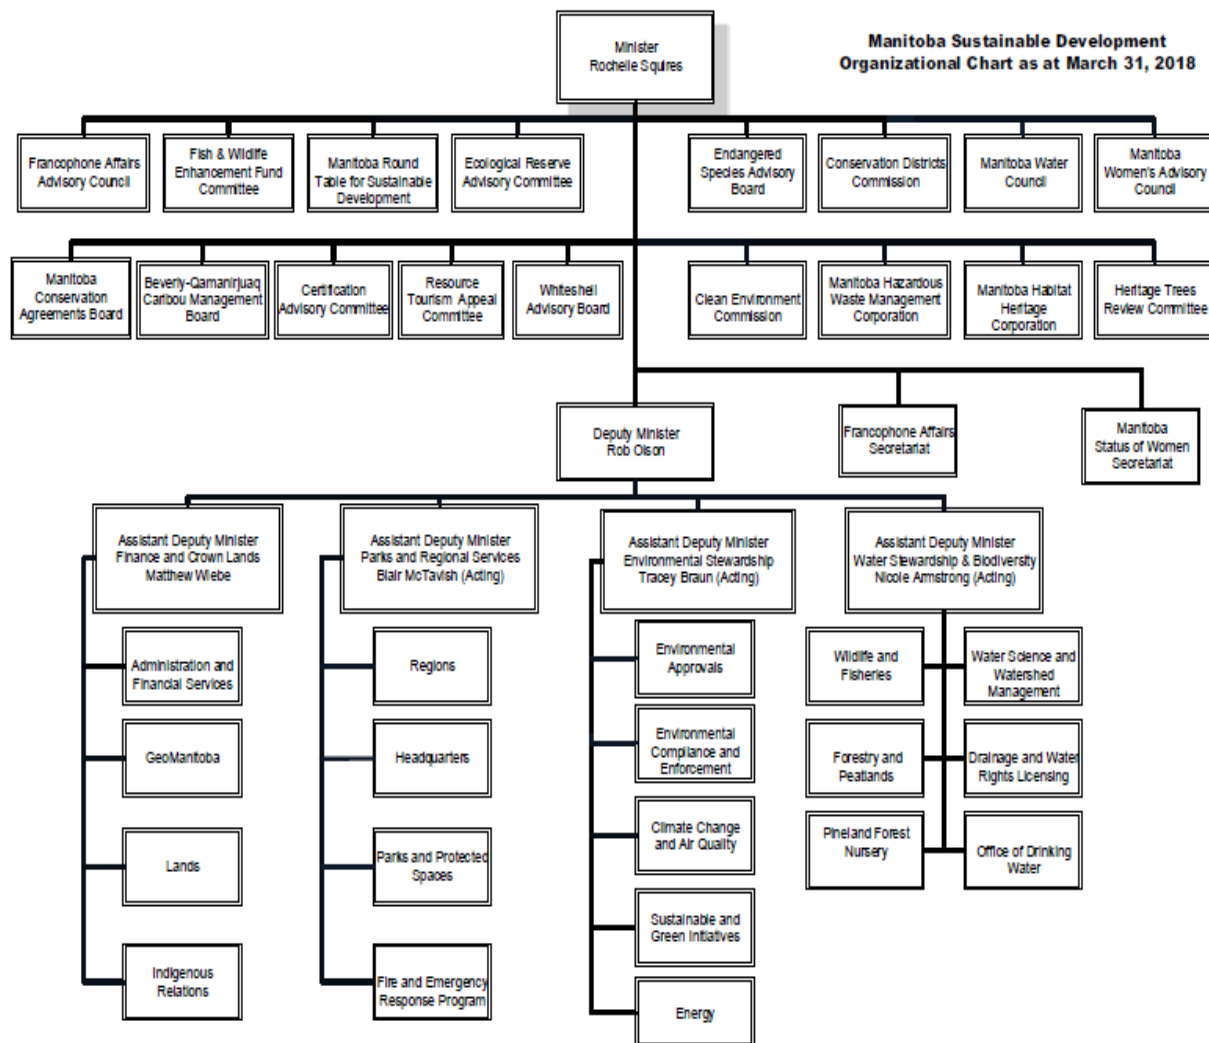 Minister
Rochelle Squires
Manitoba Sustainable Development
Organizational Chart as at March 31, 2018
Francophone Affairs
Advisory Council
Fish & Wildlife
Enhancement Fund
Committee
Manitoba Round
Table for Sustainable
Development
Ecological Reserve
Advisory Committee
Endangered
Species Advisory
Board
Conservation Districts
Commission
Manitoba Water
Council
Manitoba
Women's Advisory
Council
Manitoba
Conservation
Agreements Board
Beverly-Qamanirjuaq
Caribou Management
Board
Certification
Advisory Committee
Resource
Tourism Appeal
Committee
Whiteshell
Advisory Board
Clean Environment
Commission
Manitoba Hazardous
Waste Management
Corporation
Manitoba Habitat
Heritage
Corporation
Heritage Trees
Review Committee
Deputy Minister
Rob Olson
Francophone Affairs
Secretariat
Manitoba
Status of Women
Secretariat
Assistant Deputy Minister
Finance and Crown Lands
Matthew Wiebe
Assistant Deputy Minister
Parks and Regional Services
Blair McTavish (Acting)
Assistant Deputy Minister
Environmental Stewardship
Tracey Braun (Acting)
Assistant Deputy Minister
Water Stewardship & Biodiversity
Nicole Armstrong (Acting)
Administration and
Financial Services
GeoManitoba
Lands
Indigenous
Relations
Regions
Headquarters
Parks and Protected
Spaces
Fire and Emergency
Response Program
Environmental
Approvals
Environmental
Compliance and
Enforcement
Climate Change
and Air Quality
Sustainable and
Green Initiatives
Energy
Wildlife and
Fisheries
Water Science and
Watershed
Management
Forestry and
Peatlands
Drainage and Water
Rights Licensing
Pineland Forest
Nursery
Office of Drinking
Water